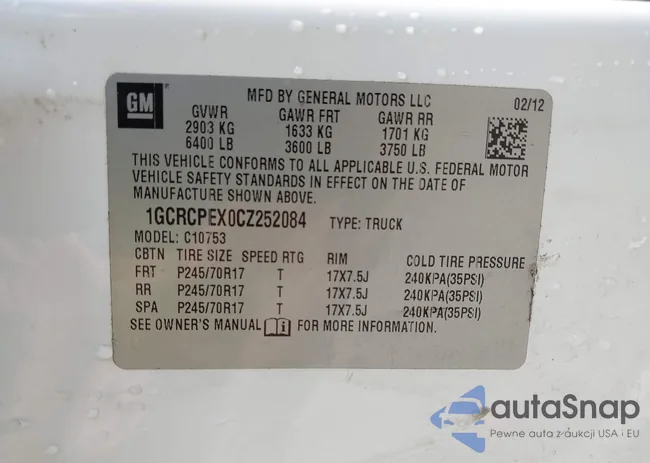 GM
MFD BY GENERAL MOTORS LLC 02/12
GVWR GAWR FRT GAWR RR
2903 KG 1633 KG 1701 KG
6400 LB 3600 LB 3750 LB
THIS VEHICLE CONFORMS TO ALL APPLICABLE U.S. FEDERAL MOTOR
VEHICLE SAFETY STANDARDS IN EFFECT ON THE DATE OF
MANUFACTURE SHOWN ABOVE.
1GCRCPEX0CZ252084 TYPE: TRUCK
MODEL: C10753
CBTN TIRE SIZE SPEED RTG RIM COLD TIRE PRESSURE
FRT P245/70R17 T 17X7.5J 240KPA(35PSI)
RR P245/70R17 T 17X7.5J 240KPA(35PSI)
SPA P245/70R17 T 17X7.5J 240KPA(35PSI)
SEE OWNER'S MANUAL FOR MORE INFORMATION.
autaSnap
Pewne auta z aukcji USA i EU